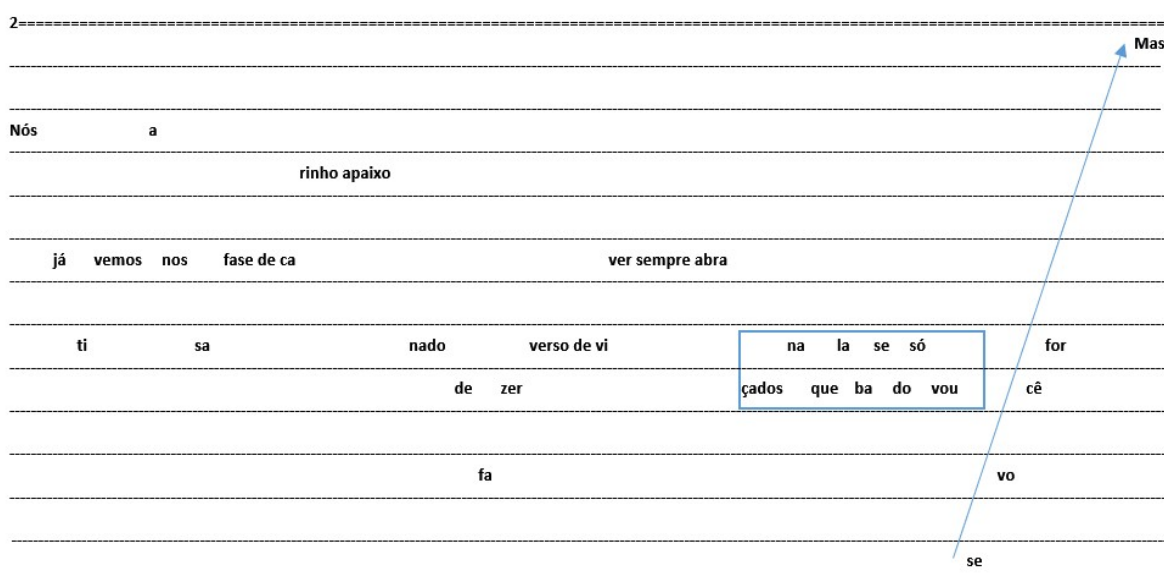 2
Mas
Nós a
rinho apaixo
já vemos nos fase de ca ver sempre abra
ti sa nado verso de vi na la se só for
de zer çados que ba do vou cê
fa vo
se